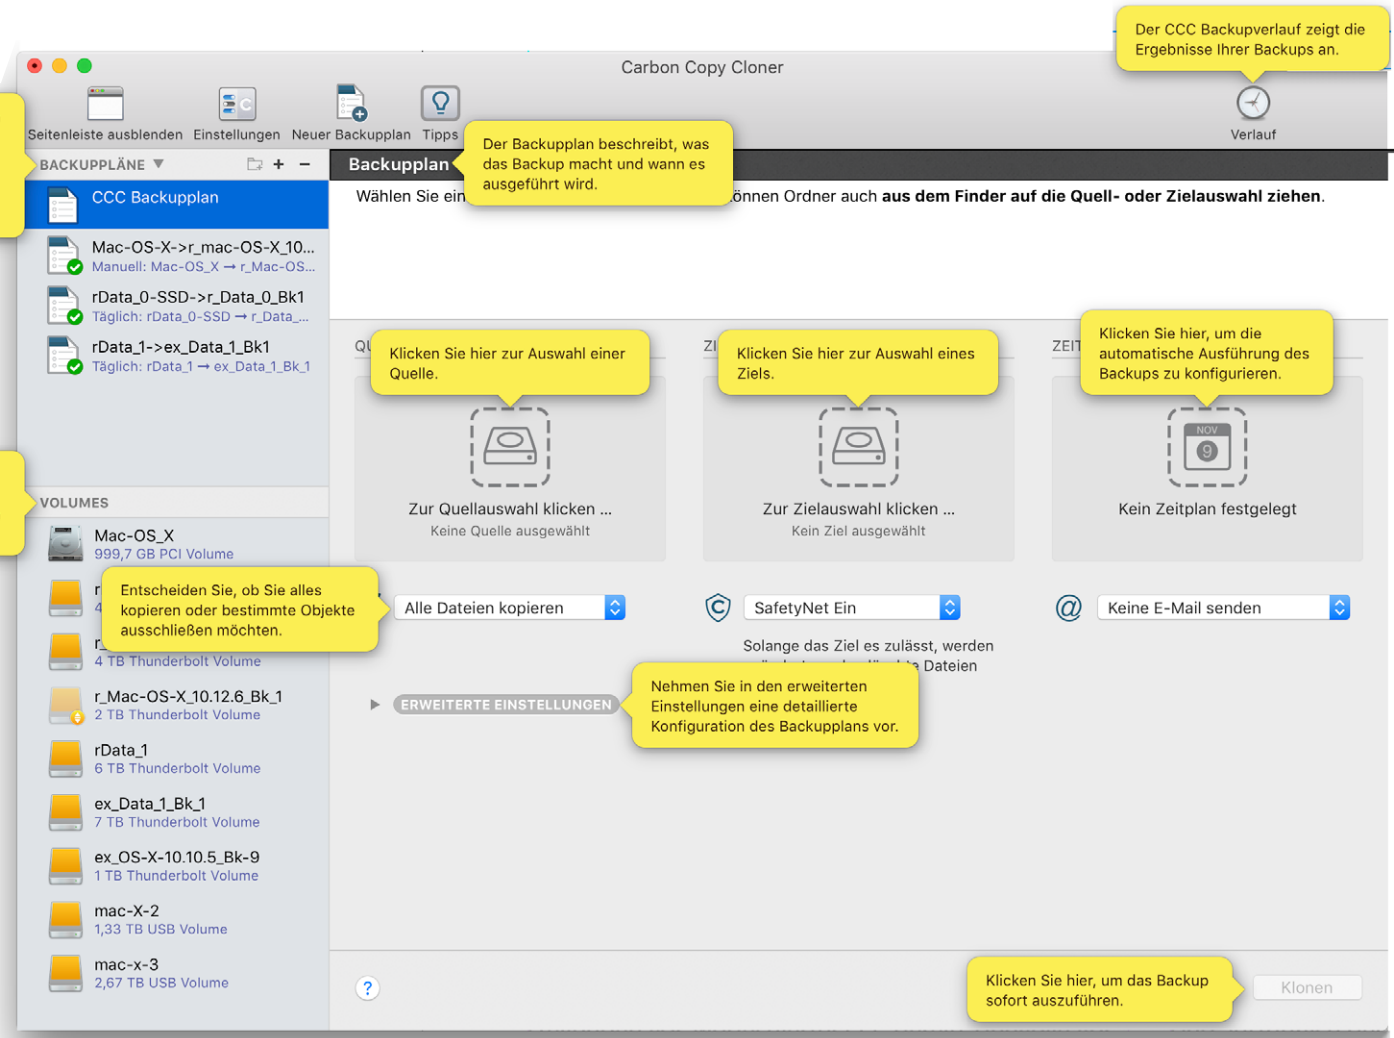 Der CCC Backupverlauf zeigt die
Ergebnisse Ihrer Backups an.
Carbon Copy Cloner
Seitenleiste ausblenden
Einstellungen
Neuer Backupplan
Tipps
Verlauf
BACKUPPLÄNE ▼
Backupplan
Der Backupplan beschreibt, was
das Backup macht und wann es
ausgeführt wird.
CCC Backupplan
Wählen Sie ein
önnen Ordner auch aus dem Finder auf die Quell- oder Zielauswahl ziehen.
Mac-OS-X->r_mac-OS-X_10...
Manuell: Mac-OS_X → r_Mac-OS...
rData_0-SSD->r_Data_0_Bk1
Täglich: rData_0-SSD → r_Data_...
rData_1->ex_Data_1_Bk1
Täglich: rData_1 → ex_Data_1_Bk_1
Klicken Sie hier zur Auswahl einer
Quelle.
Klicken Sie hier zur Auswahl eines
Ziels.
ZEIT
Klicken Sie hier, um die
automatische Ausführung des
Backups zu konfigurieren.
NOV
9
Zur Quellauswahl klicken ...
Keine Quelle ausgewählt
Zur Zielauswahl klicken ...
Kein Ziel ausgewählt
Kein Zeitplan festgelegt
VOLUMES
Mac-OS_X
999,7 GB PCI Volume
Entscheiden Sie, ob Sie alles
kopieren oder bestimmte Objekte
ausschließen möchten.
4 TB Thunderbolt Volume
r_Mac-OS-X_10.12.6_Bk_1
2 TB Thunderbolt Volume
rData_1
6 TB Thunderbolt Volume
ex_Data_1_Bk_1
7 TB Thunderbolt Volume
ex_OS-X-10.10.5_Bk-9
1 TB Thunderbolt Volume
mac-X-2
1,33 TB USB Volume
mac-x-3
2,67 TB USB Volume
Alle Dateien kopieren
SafetyNet Ein
@ Keine E-Mail senden
Solange das Ziel es zulässt, werden
Dateien
ERWEITERTE EINSTELLUNGEN
Nehmen Sie in den erweiterten
Einstellungen eine detaillierte
Konfiguration des Backupplans vor.
?
Klicken Sie hier, um das Backup
sofort auszuführen.
Klonen